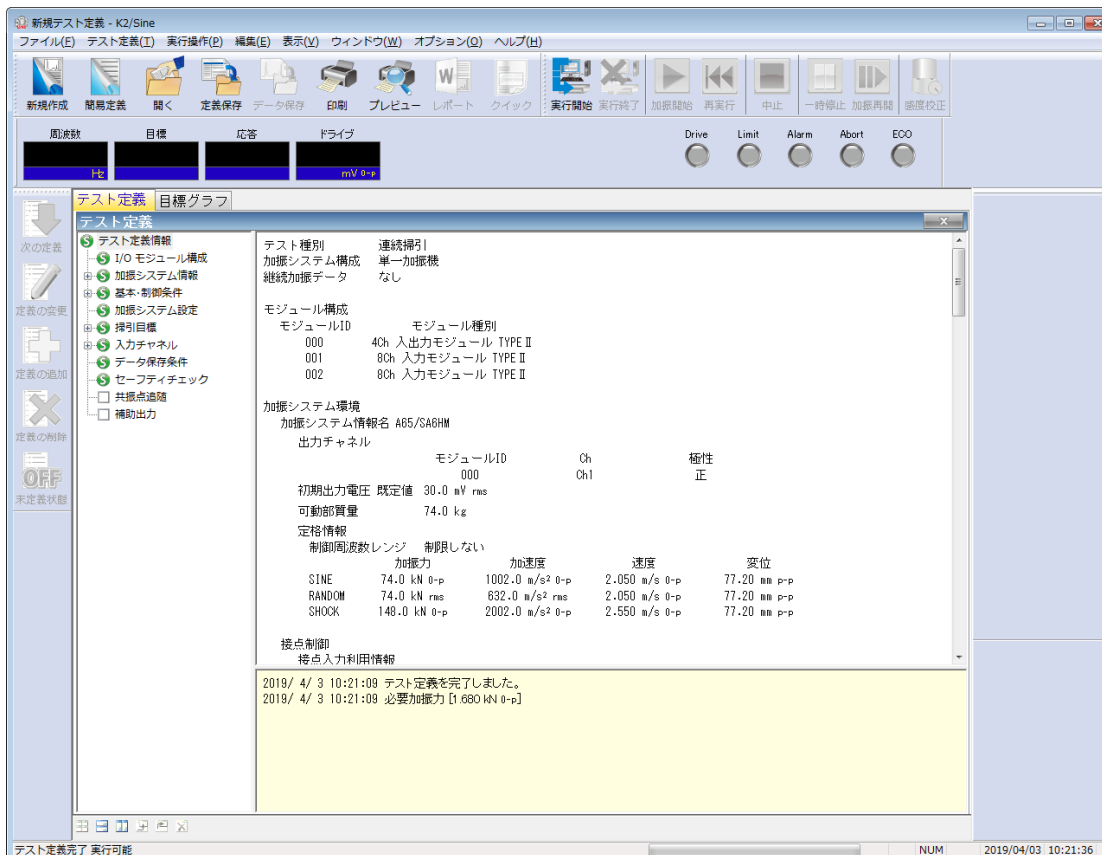 新規テスト定義 - K2/Sine
ファイル(F) テスト定義(T) 実行操作(P) 編集(E) 表示(V) ウィンドウ(W) オプション(O) ヘルプ(H)
新規作成 簡易定義 開く 定義保存 データ保存 印刷 プレビュー レポート クイック 実行開始 実行終了 加振開始 再実行 中止 一時停止 加振再開 感度校正
周波数 目標 応答 ドライブ Drive Limit Alarm Abort ECO
Hz mV 0-p
次の定義
定義の変更
定義の追加
定義の削除
OFF
未定義状態
テスト定義 目標グラフ
テスト定義
テスト定義情報
I/O モジュール構成
加振システム情報
基本・制御条件
加振システム設定
掃引目標
入力チャネル
データ保存条件
セーフティチェック
共振点追随
補助出力
テスト種別 連続掃引
加振システム構成 単一加振機
継続加振データ なし
モジュール構成
モジュールID モジュール種別
000 4Ch 入出力モジュール TYPEⅡ
001 8Ch 入力モジュール TYPEⅡ
002 8Ch 入力モジュール TYPEⅡ
加振システム環境
加振システム情報名 A65/SA6HM
出力チャネル
モジュールID Ch 極性
000 Ch1 正
初期出力電圧 既定値 30.0 mV rms
可動部質量 74.0 kg
定格情報
制御周波数レンジ 制限しない
加振力 加速度 速度 変位
SINE 74.0 kN 0-p 1002.0 m/s² 0-p 2.050 m/s 0-p 77.20 mm p-p
RANDOM 74.0 kN rms 632.0 m/s² rms 2.050 m/s 0-p 77.20 mm p-p
SHOCK 148.0 kN 0-p 2002.0 m/s² 0-p 2.550 m/s 0-p 77.20 mm p-p
接点制御
接点入力利用情報
2019/ 4/ 3 10:21:09 テスト定義を完了しました。
2019/ 4/ 3 10:21:09 必要加振力 [1.680 kN 0-p]
テスト定義完了 実行可能 NUM 2019/04/03 10:21:36